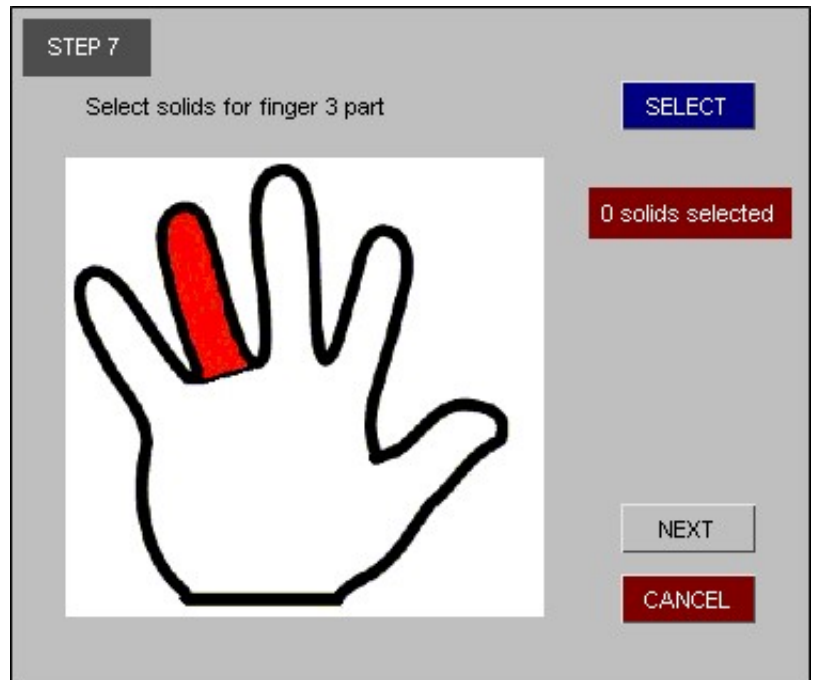 STEP 7
Select solids for finger 3 part
SELECT
0 solids selected
NEXT
CANCEL